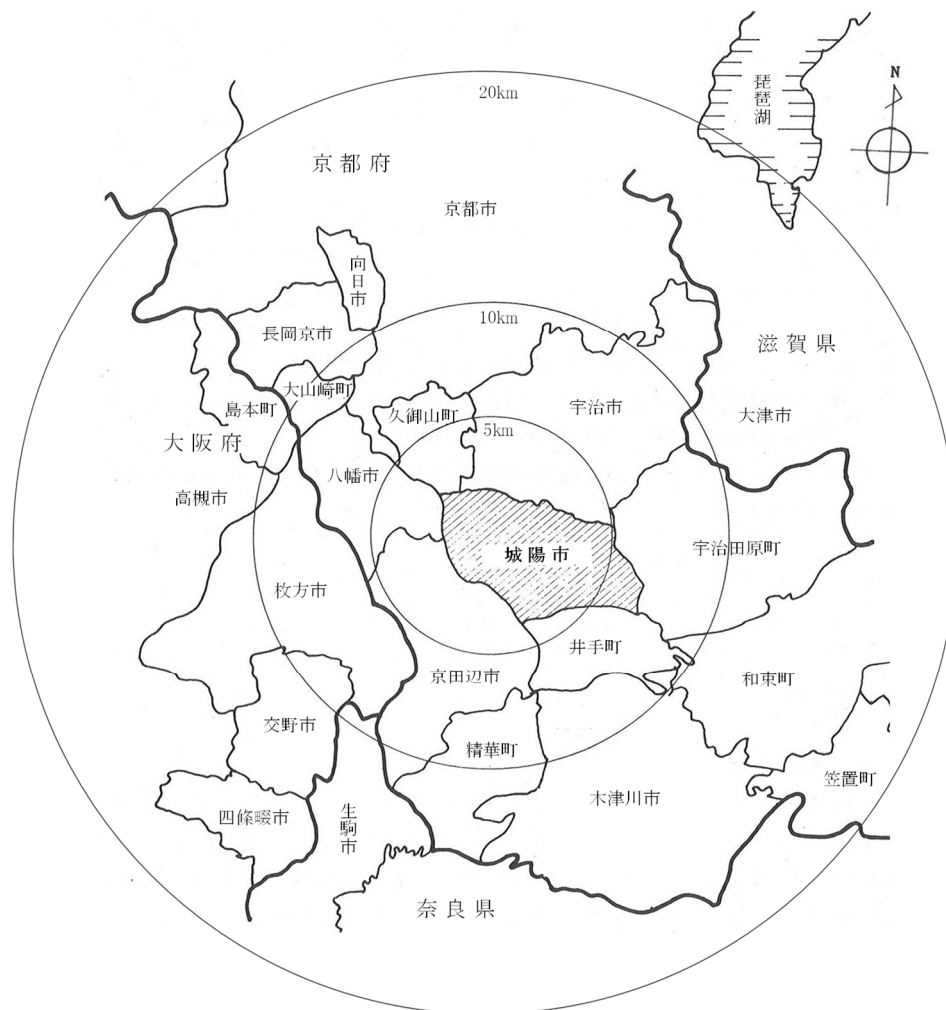 20km
琵琶湖
N
京都府
京都市
向日市
10km
長岡京市
滋賀県
大山崎町
島本町
久御山町
宇治市
大津市
5km
大阪府
八幡市
高槻市
城陽市
宇治田原町
枚方市
井手町
京田辺市
和束町
交野市
精華町
笠置町
木津川市
四條畷市
生駒市
奈良県